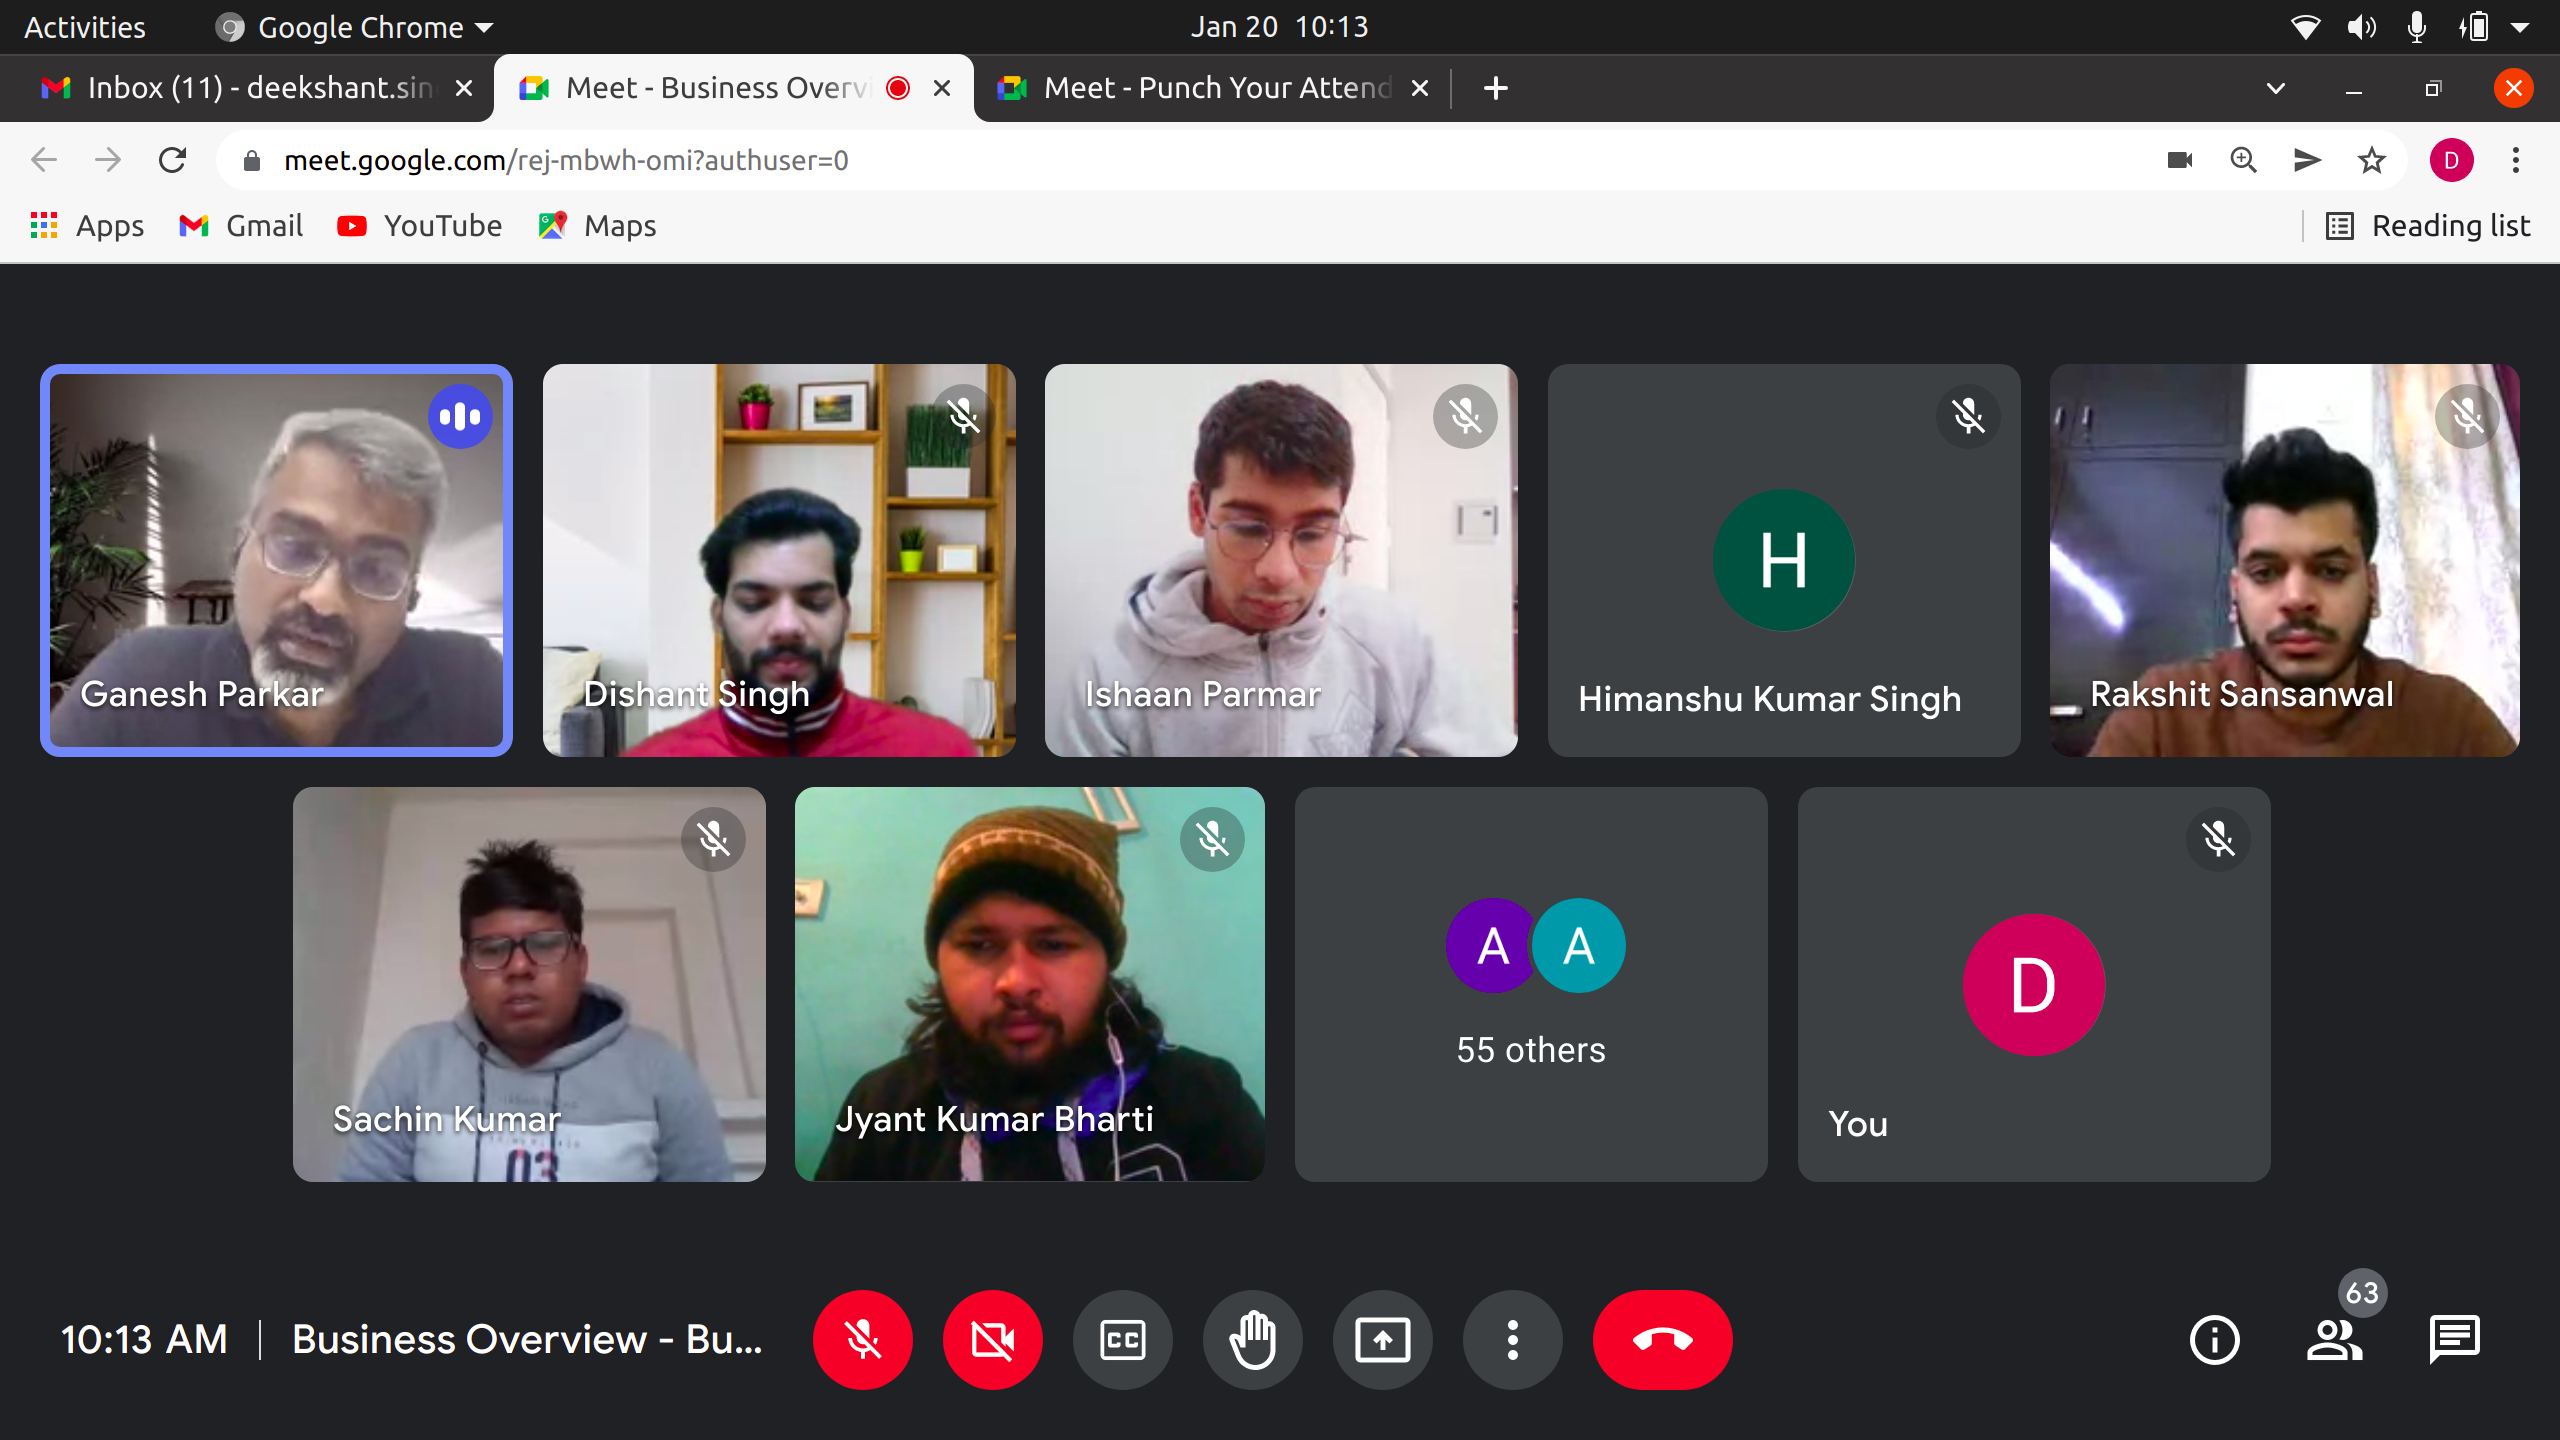 Activities Google Chrome Jan 20 10:13
Inbox (11) - deekshant.sin Meet - Business Overvi Meet - Punch Your Attend
meet.google.com/rej-mbwh-omi?authuser=0 D
Apps Gmail YouTube Maps Reading list
H
Ganesh Parkar Dishant Singh Ishaan Parmar Himanshu Kumar Singh Rakshit Sansanwal
A A D
55 others
03
Sachin Kumar Jyant Kumar Bharti You
63
10:13 AM Business Overview - Bu... CC